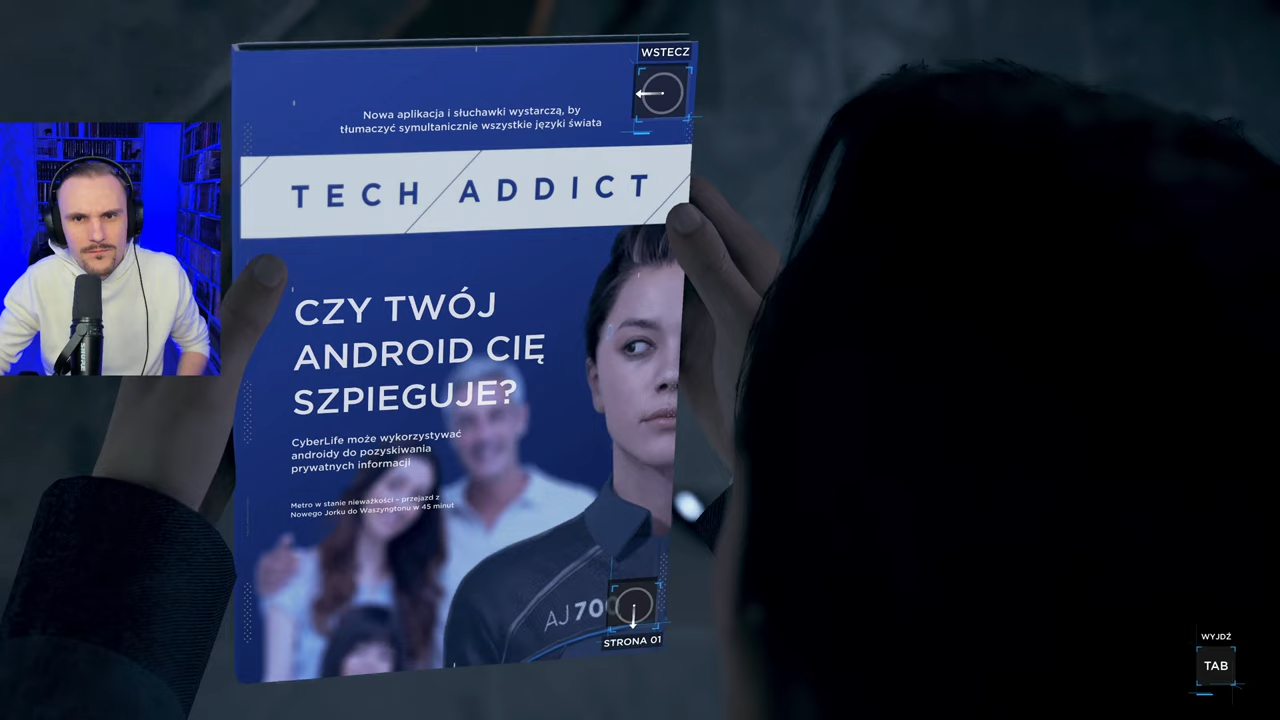 WSTECZ
Nowa aplikacja i słuchawki wystarczą, by
tłumaczyć symultanicznie wszystkie języki świata
TECH ADDICT
CZY TWÓJ
ANDROID CIĘ
SZPIEGUJE?
CyberLife może wykorzystywać
androidy do pozyskiwania
prywatnych informacji
Metro w stanie nieważkości – przejazd z
Nowego Jorku do Waszyngtonu w 45 minut
AJ700
STRONA 01
WYJDŹ
TAB